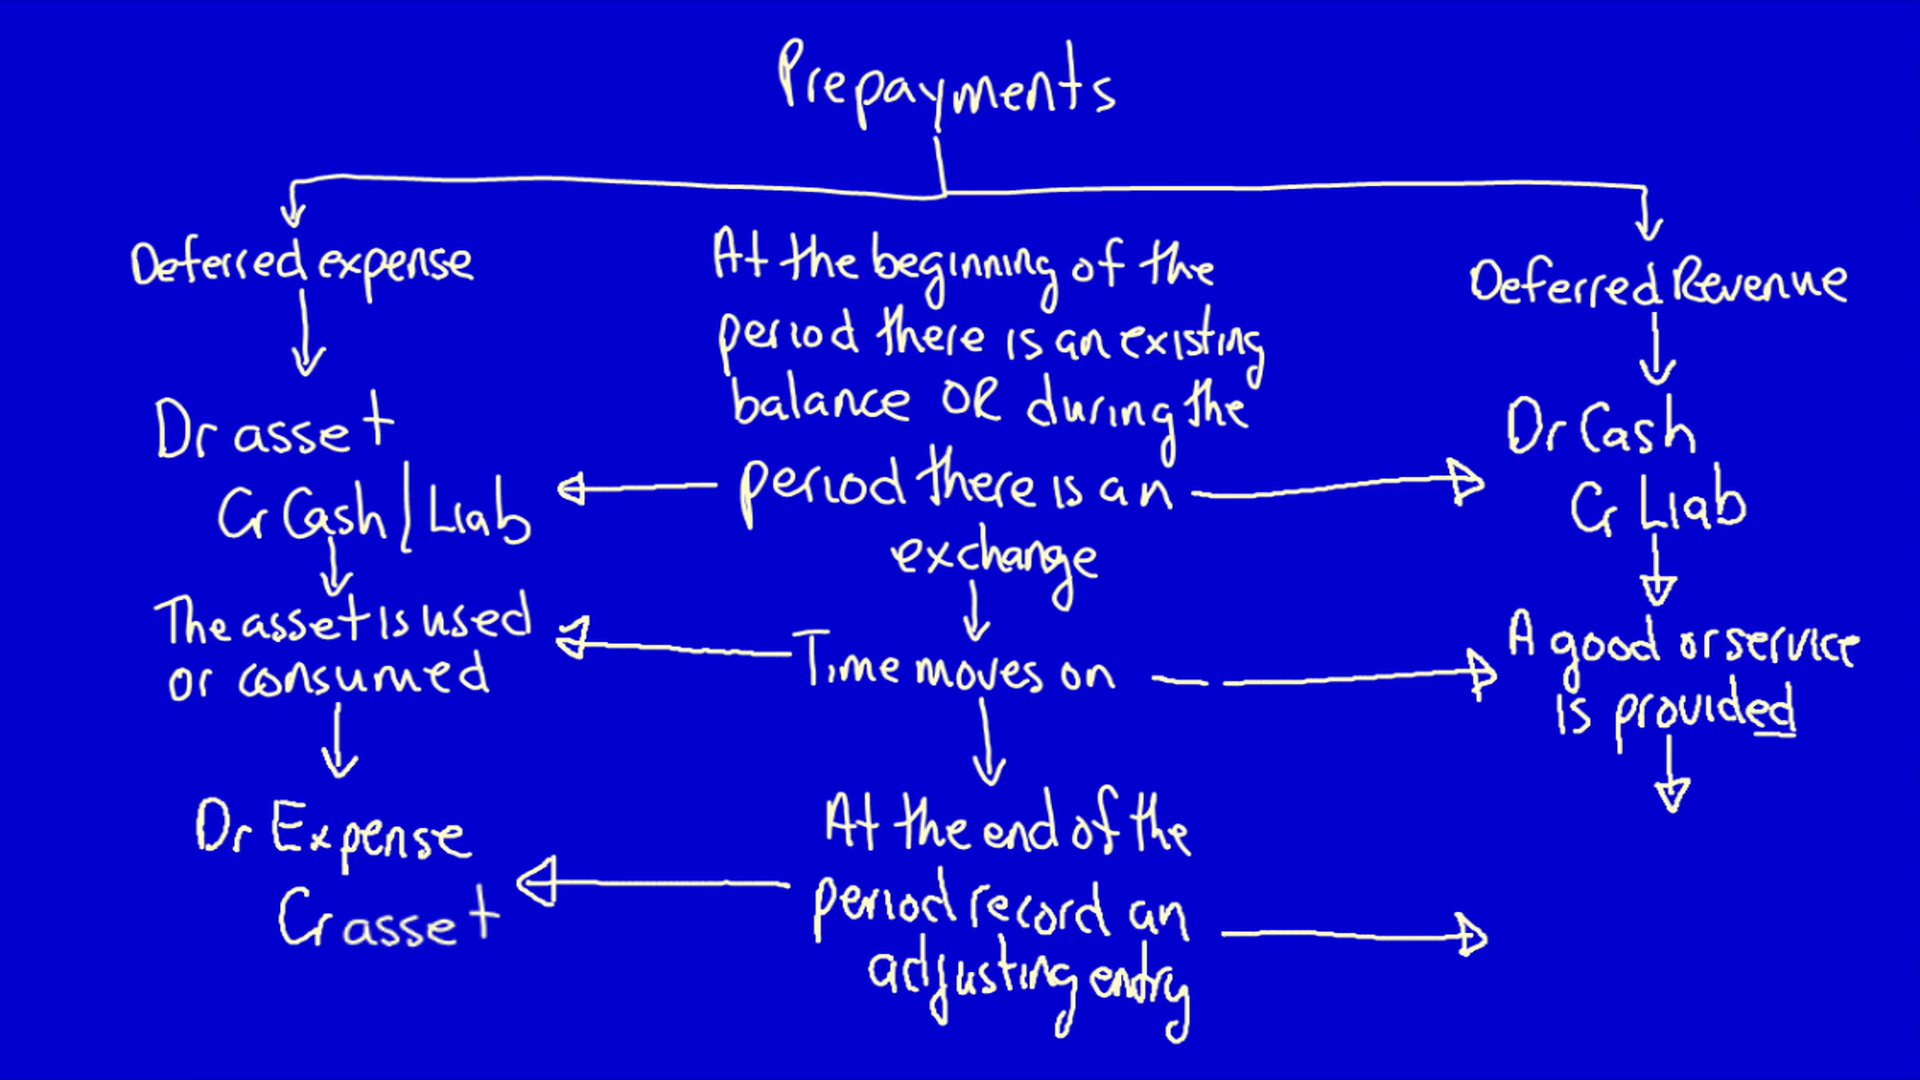 Prepayments
Deferred expense
Dr asset
Cr Cash/Liab
The asset is used
or consumed
Dr Expense
Cr asset
At the beginning of the
period there is an existing
balance OR during the
period there is an
exchange
Time moves on
At the end of the
period record an
adjusting entry
Deferred Revenue
Dr Cash
Cr Liab
A good or service
is provided